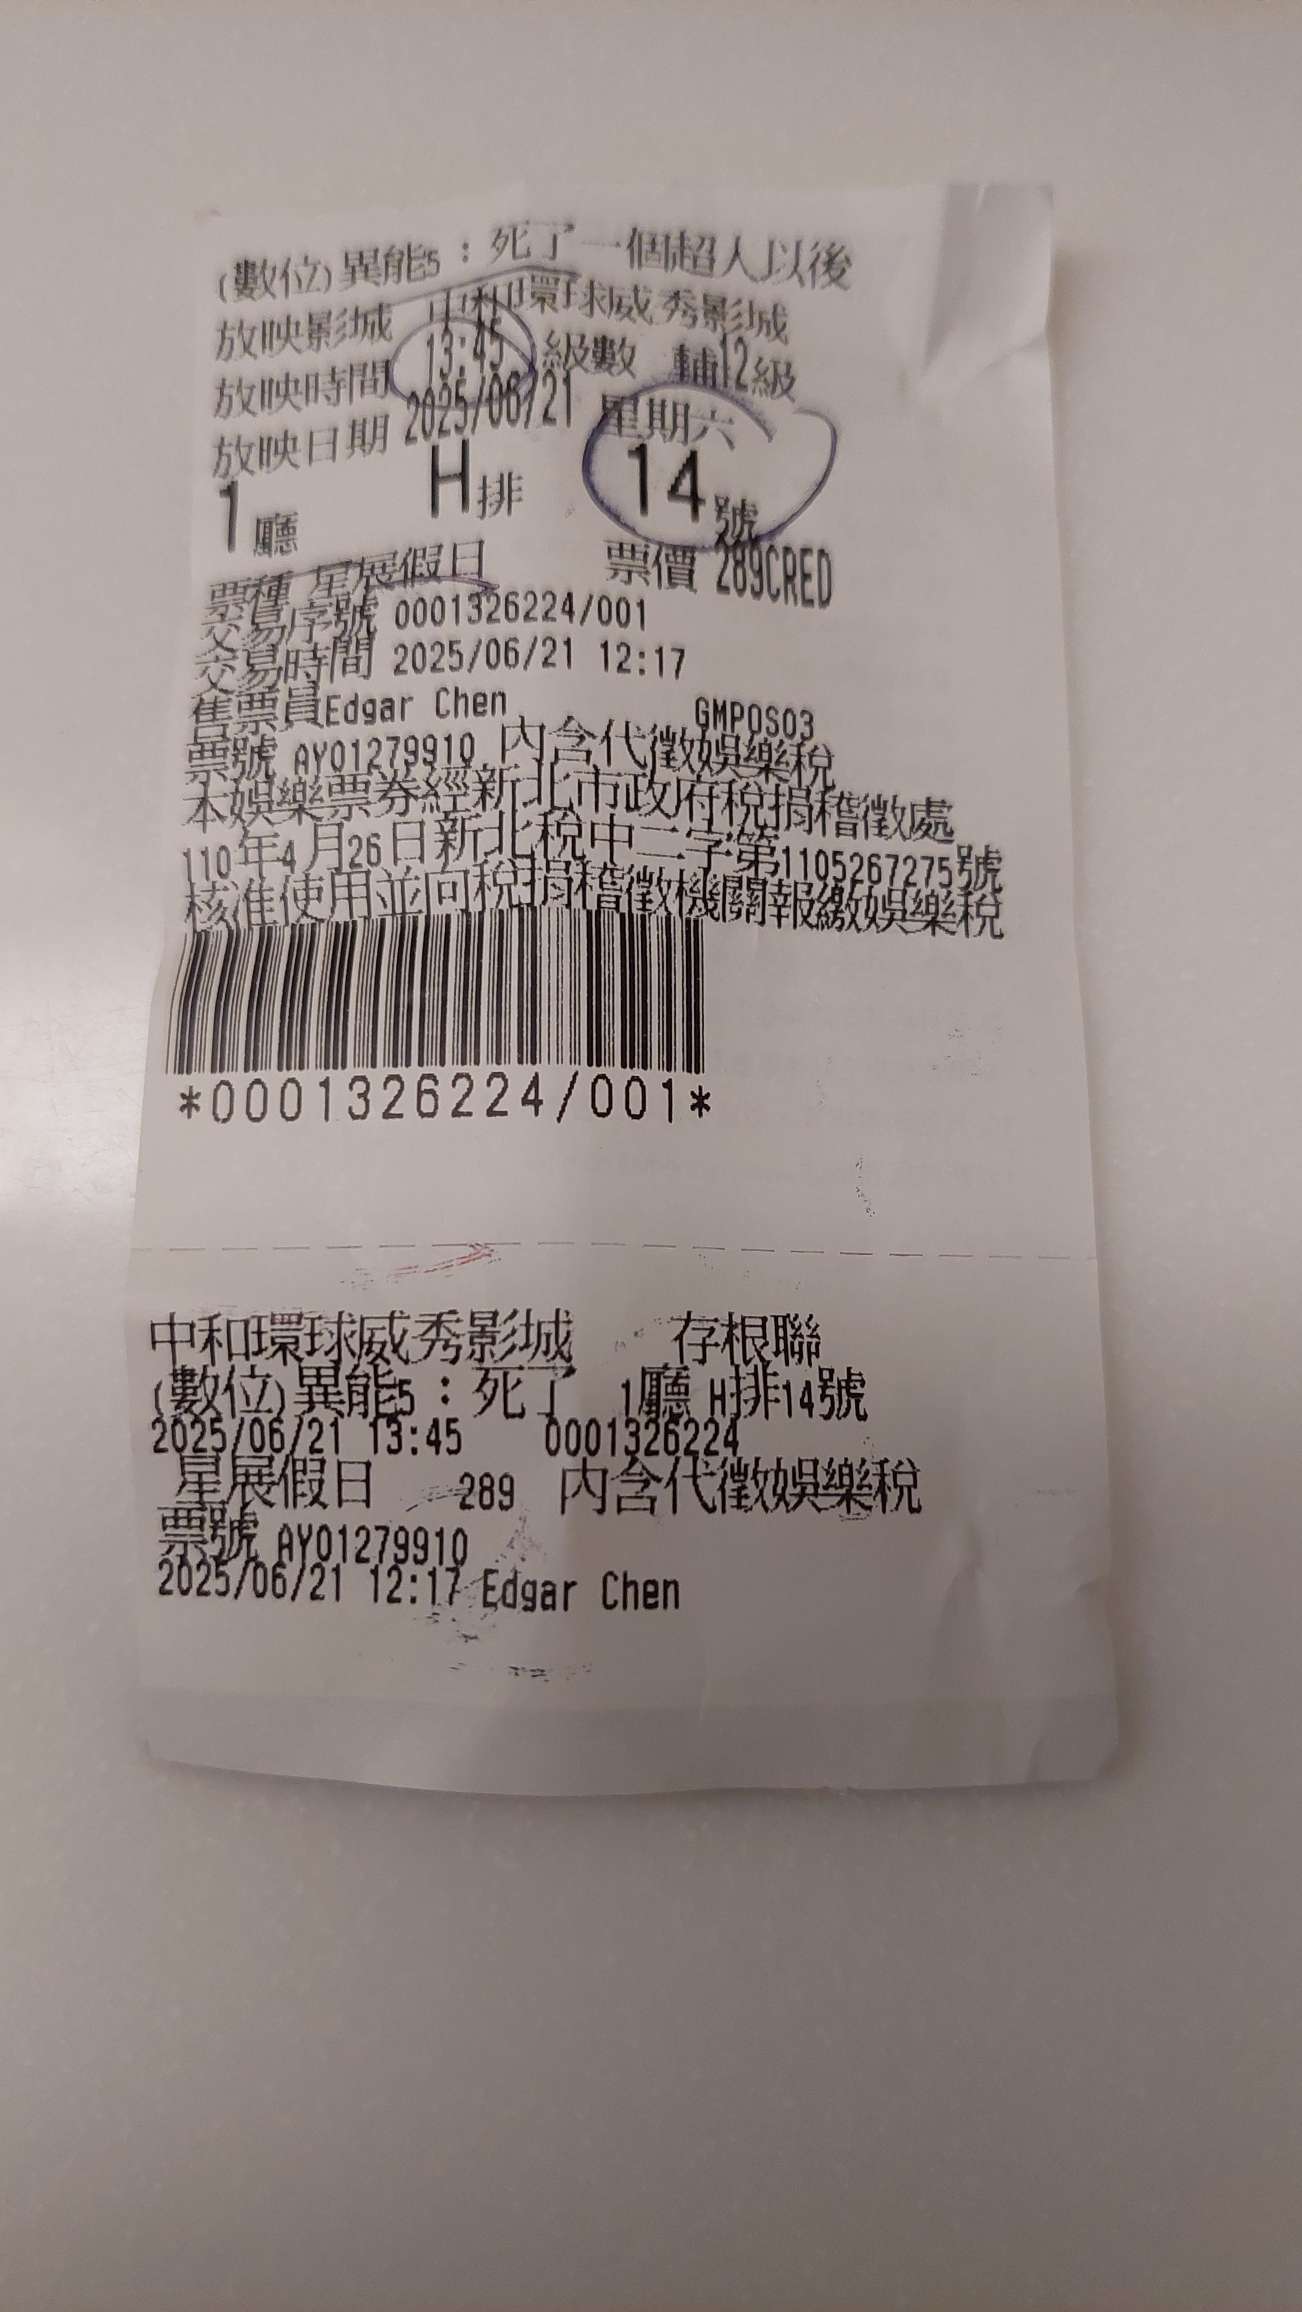 (數位)異能5：死了一個超人以後
放映影城 中和環球威秀影城
放映時間 13:45 級數 輔12級
放映日期 2025/06/21 星期六
1廳 H排 14號
票種 星展假日 票價 289CRED
交易序號 0001326224/001
交易時間 2025/06/21 12:17
售票員Edgar Chen GMPOS03
票號 AY01279910 內含代徵娛樂稅
本娛樂票券經新北市政府稅捐稽徵處
110年4月26日新北稅中二字第1105267275號
核准使用並向稅捐稽徵機關報繳娛樂稅
*0001326224/001*
中和環球威秀影城 存根聯
(數位)異能5：死了 1廳 H排14號
2025/06/21 13:45 0001326224
星展假日 289 內含代徵娛樂稅
票號 AY01279910
2025/06/21 12:17 Edgar Chen